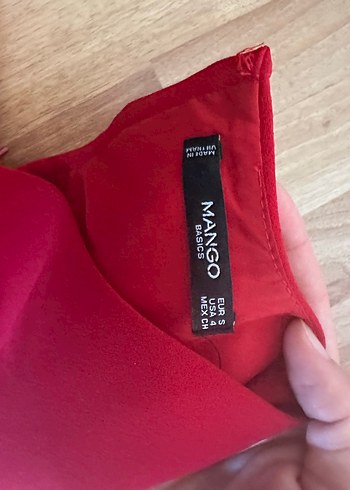 MADE IN
VIETNAM
MANGO
BASICS
EUR S
USA 4
MEX CH